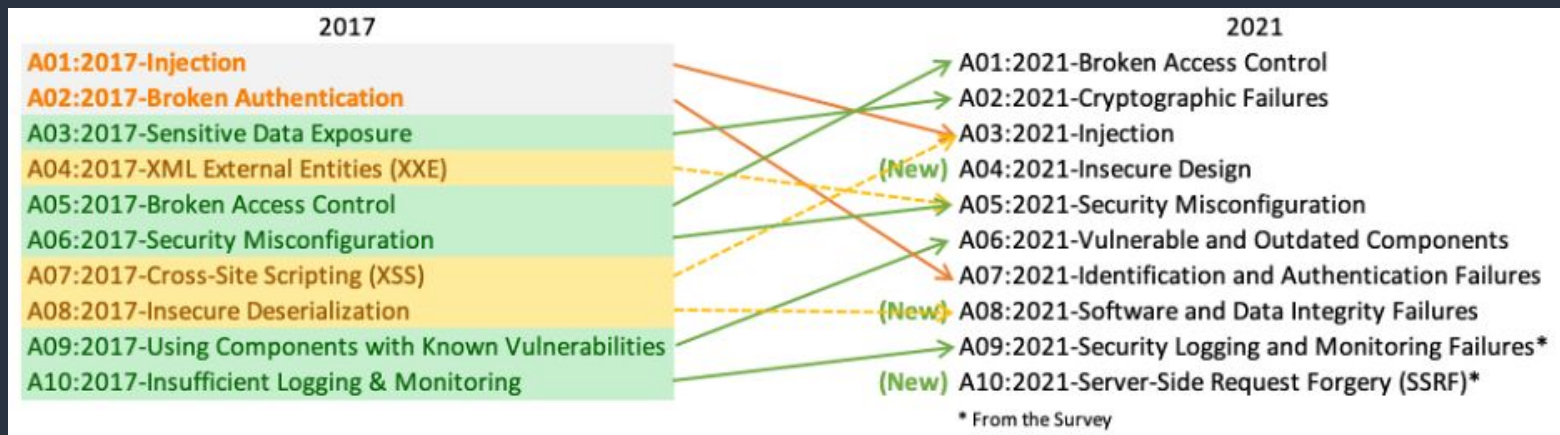 2017
A01:2017-Injection
A02:2017-Broken Authentication
A03:2017-Sensitive Data Exposure
A04:2017-XML External Entities (XXE)
A05:2017-Broken Access Control
A06:2017-Security Misconfiguration
A07:2017-Cross-Site Scripting (XSS)
A08:2017-Insecure Deserialization
A09:2017-Using Components with Known Vulnerabilities
A10:2017-Insufficient Logging & Monitoring
2021
A01:2021-Broken Access Control
A02:2021-Cryptographic Failures
A03:2021-Injection
(New) A04:2021-Insecure Design
A05:2021-Security Misconfiguration
A06:2021-Vulnerable and Outdated Components
A07:2021-Identification and Authentication Failures
(New) A08:2021-Software and Data Integrity Failures
A09:2021-Security Logging and Monitoring Failures*
(New) A10:2021-Server-Side Request Forgery (SSRF)*
* From the Survey